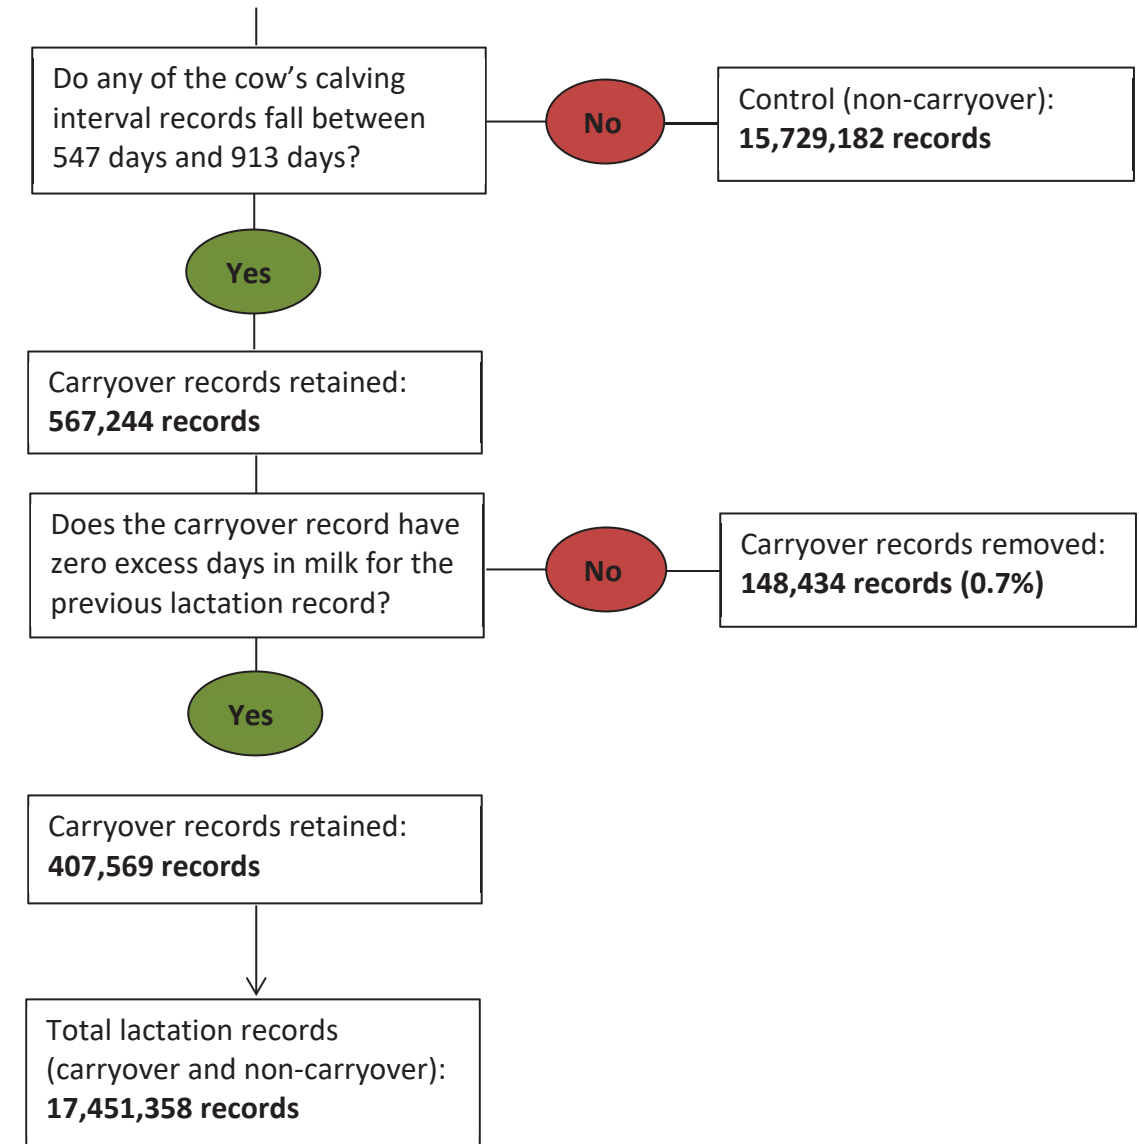 Do any of the cow’s calving
interval records fall between
547 days and 913 days?
No
Control (non-carryover):
15,729,182 records
Yes
Carryover records retained:
567,244 records
Does the carryover record have
zero excess days in milk for the
previous lactation record?
No
Carryover records removed:
148,434 records (0.7%)
Yes
Carryover records retained:
407,569 records
Total lactation records
(carryover and non-carryover):
17,451,358 records